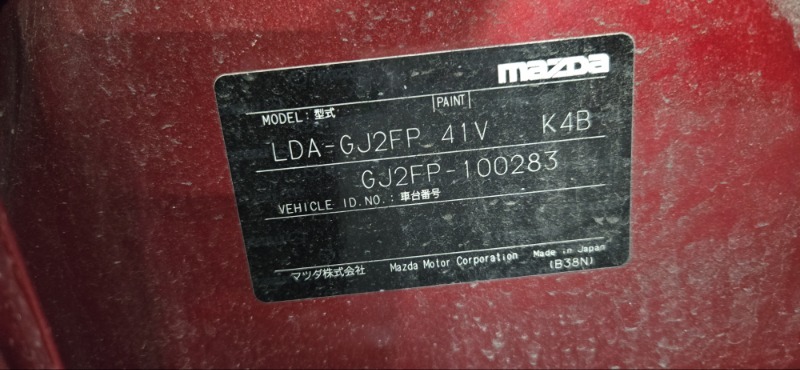 mazda
MODEL: 型式 PAINT
LDA-GJ2FP 41V K4B
GJ2FP-100283
VEHICLE ID.NO.: 車台番号
マツダ株式会社 Mazda Motor Corporation Made in Japan
(B38N)